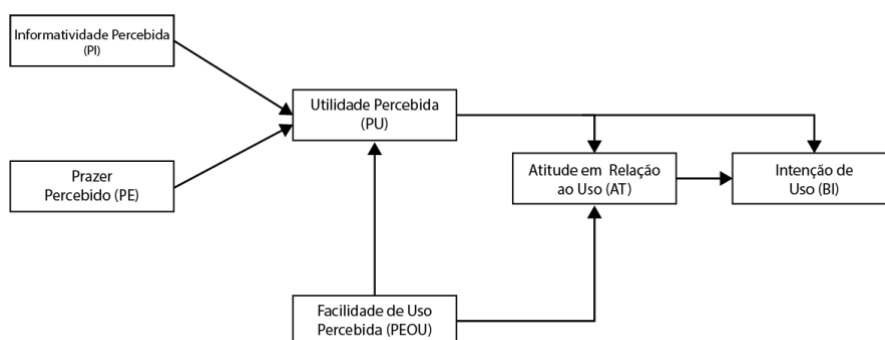 Informatividade Percebida
(PI)
Utilidade Percebida
(PU)
Prazer
Percebido (PE)
Atitude em Relação
ao Uso (AT)
Intenção de
Uso (BI)
Facilidade de Uso
Percebida (PEOU)